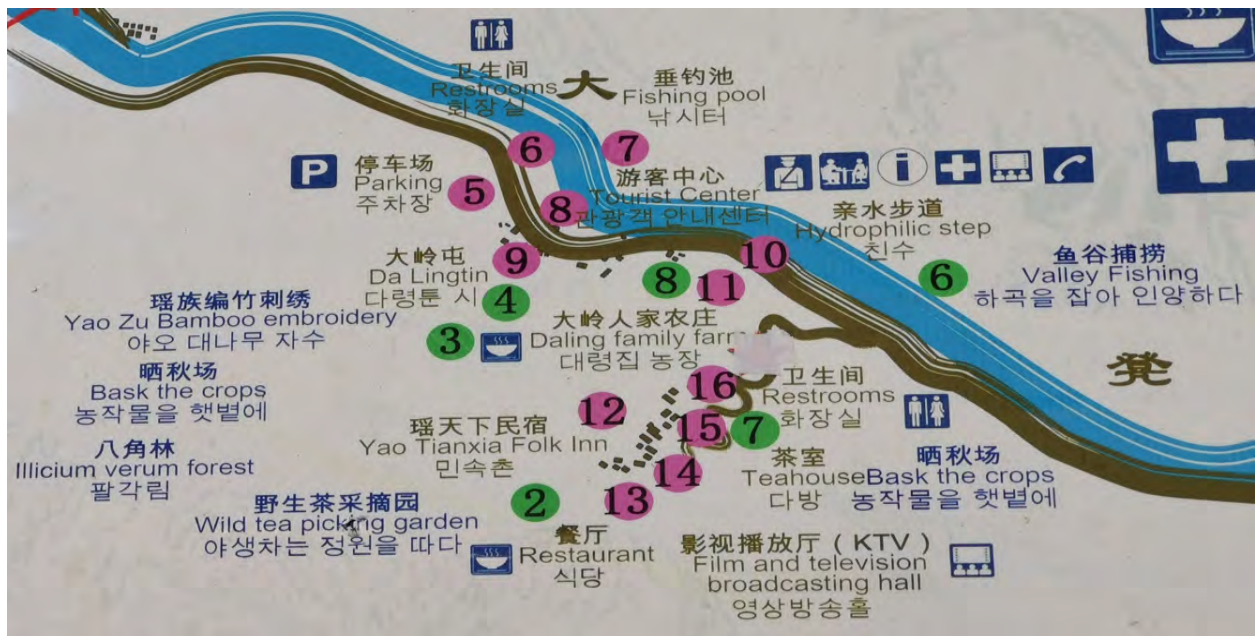 卫生间
Restrooms
화장실
大
垂钓池
Fishing pool
낚시터
6
7
P
停车场
Parking
주차장
5
游客中心
Tourist Center
관광객 안내센터
i
8
亲水步道
Hydrophilic step
친수
6
鱼谷捕捞
Valley Fishing
하곡을 잡아 인양하다
大岭屯
Da Lingtin
다령툰 시
9
4
10
8
11
瑶族编竹刺绣
Yao Zu Bamboo embroidery
야오 대나무 자수
3
大岭人家农庄
Daling family farm
대령집 농장
凳
晒秋场
Bask the crops
농작물을 햇볕에
16
卫生间
Restrooms
화장실
12
瑶天下民宿
Yao Tianxia Folk Inn
민속촌
15
7
八角林
Illicium verum forest
팔각림
14
茶室
Teahouse
다방
晒秋场
Bask the crops
농작물을 햇볕에
野生茶采摘园
Wild tea picking garden
야생차는 정원을 따다
2
13
餐厅
Restaurant
식당
影视播放厅（KTV）
Film and television
broadcasting hall
영상방송홀